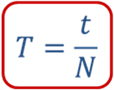 T = t/N